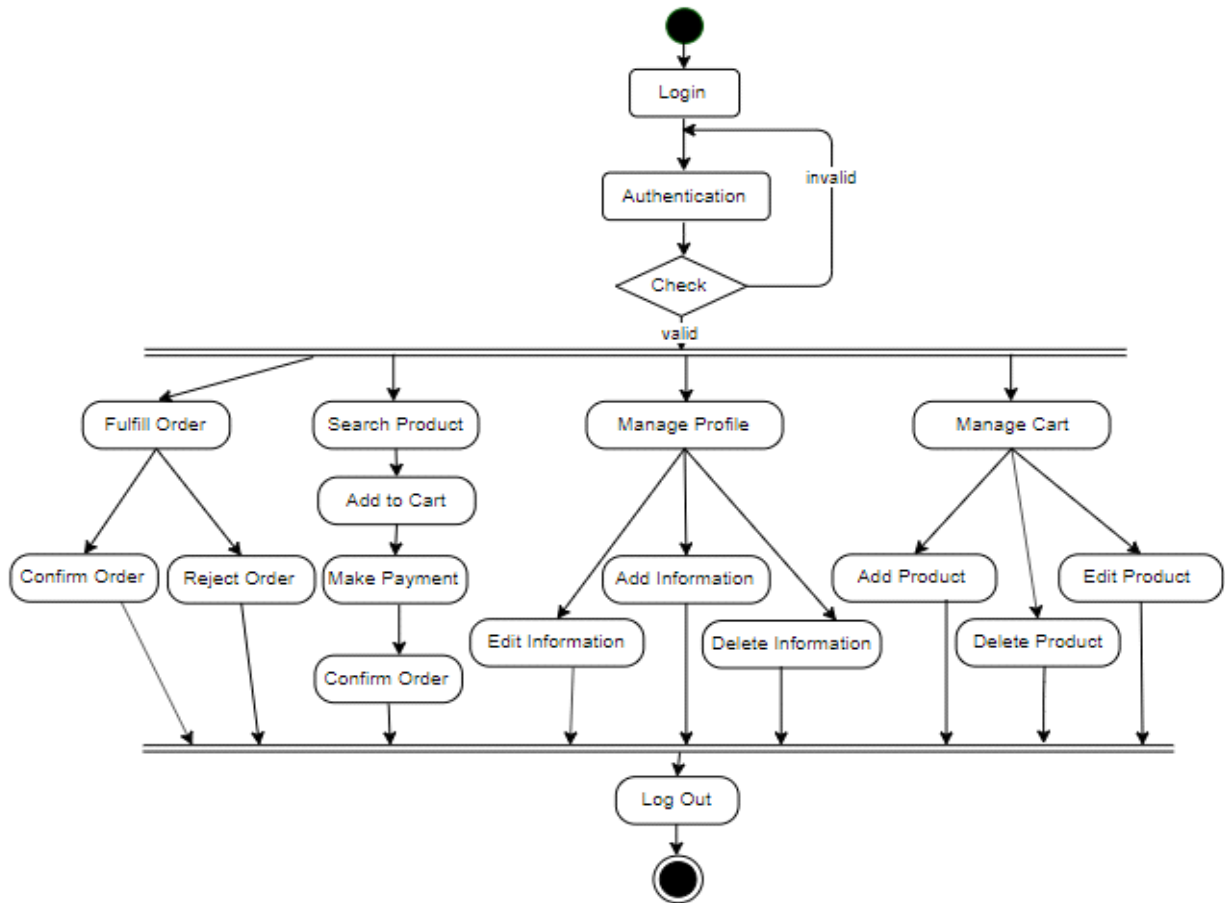 Login
invalid
Authentication
Check
valid
Fulfill Order
Search Product
Manage Profile
Manage Cart
Add to Cart
Confirm Order
Reject Order
Make Payment
Add Information
Add Product
Edit Product
Edit Information
Delete Information
Delete Product
Confirm Order
Log Out